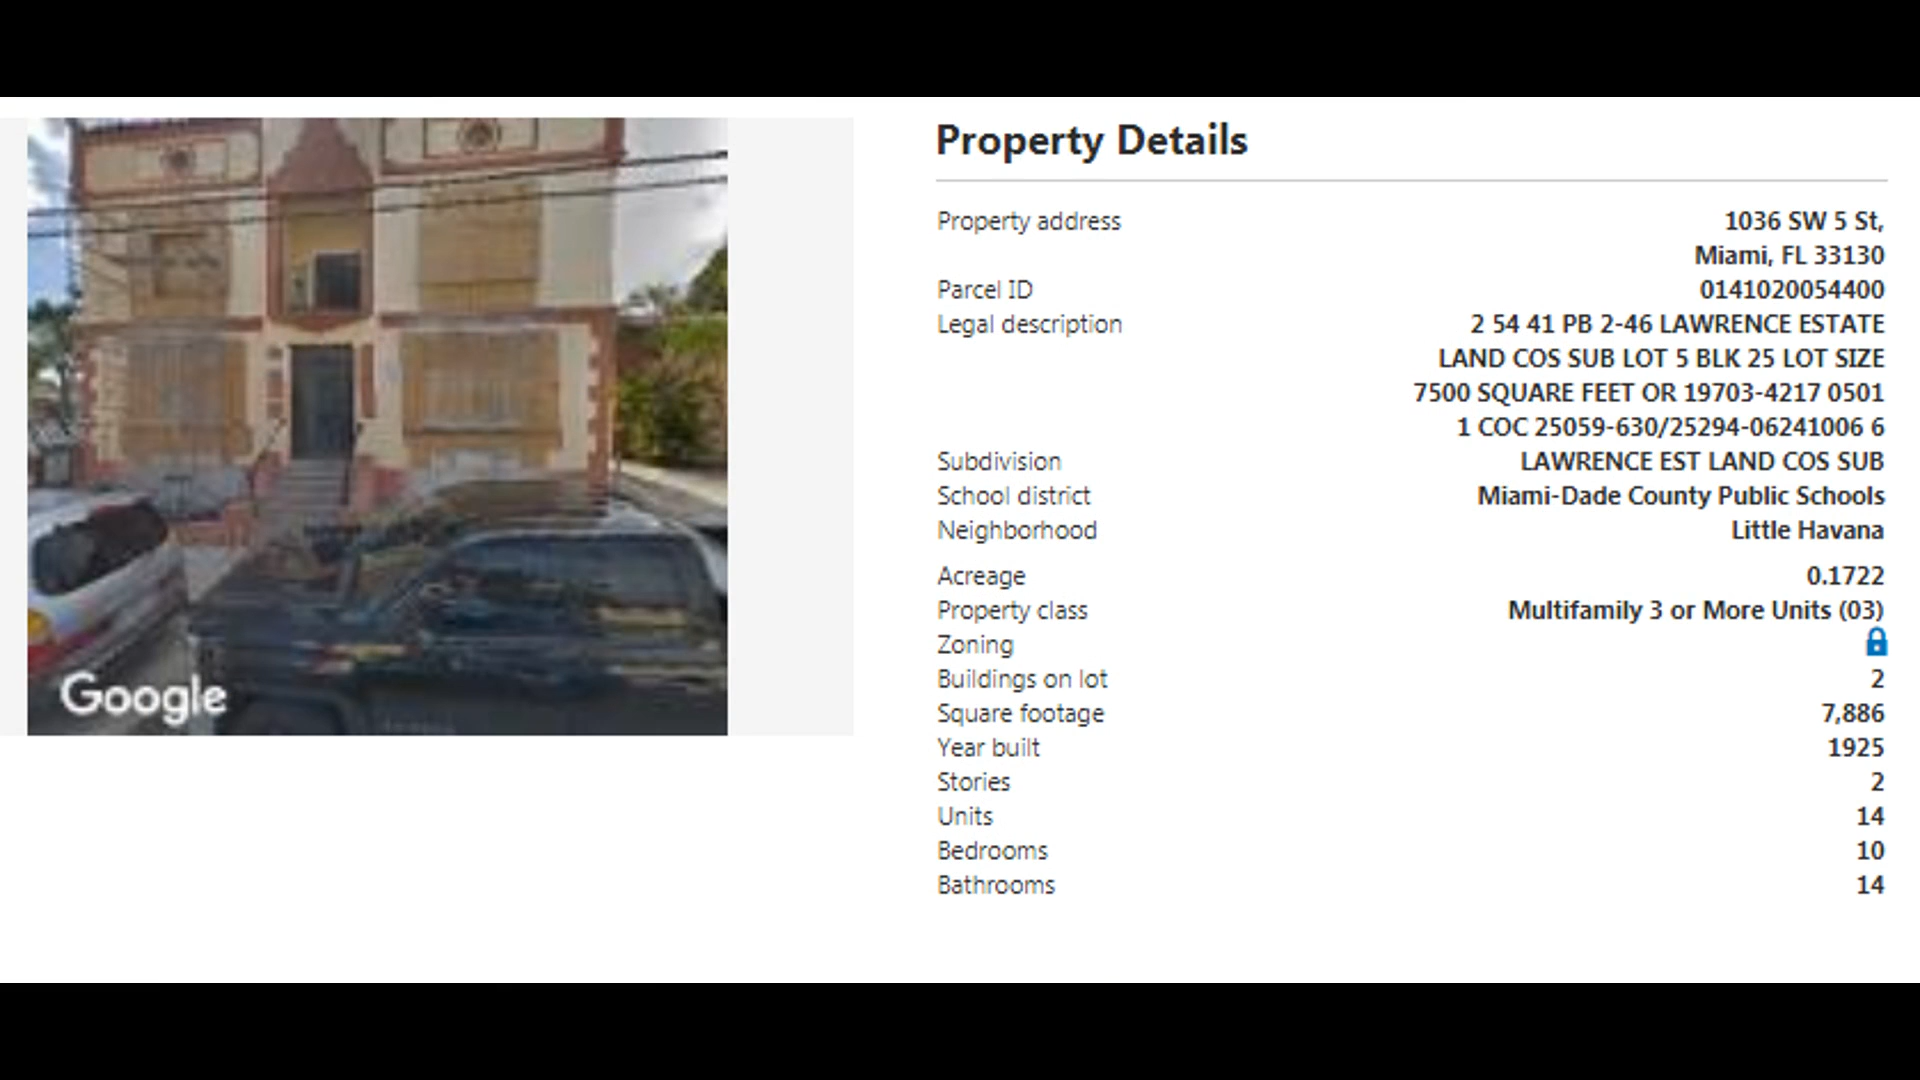 Property Details
Property address 1036 SW 5 St,
Miami, FL 33130
Parcel ID 0141020054400
Legal description 2 54 41 PB 2-46 LAWRENCE ESTATE
LAND COS SUB LOT 5 BLK 25 LOT SIZE
7500 SQUARE FEET OR 19703-4217 0501
1 COC 25059-630/25294-06241006 6
Subdivision LAWRENCE EST LAND COS SUB
School district Miami-Dade County Public Schools
Neighborhood Little Havana
Acreage 0.1722
Property class Multifamily 3 or More Units (03)
Zoning
Buildings on lot 2
Square footage 7,886
Year built 1925
Stories 2
Units 14
Bedrooms 10
Bathrooms 14
Google